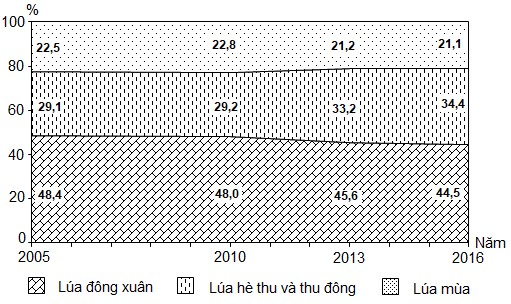 %
100
22,5 22,8 21,2 21,1
80
60
29,1 29,2 33,2 34,4
40
20
48,4 48,0 45,6 44,5
0
2005 2010 2013 2016 Năm
Lúa đông xuân Lúa hè thu và thu đông Lúa mùa